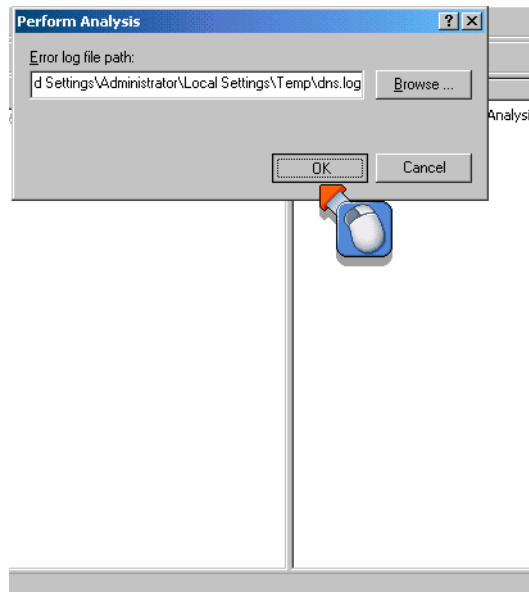 Perform Analysis
Error log file path:
d Settings\Administrator\Local Settings\Temp\dns.log
Browse ...
Analysi
OK
Cancel